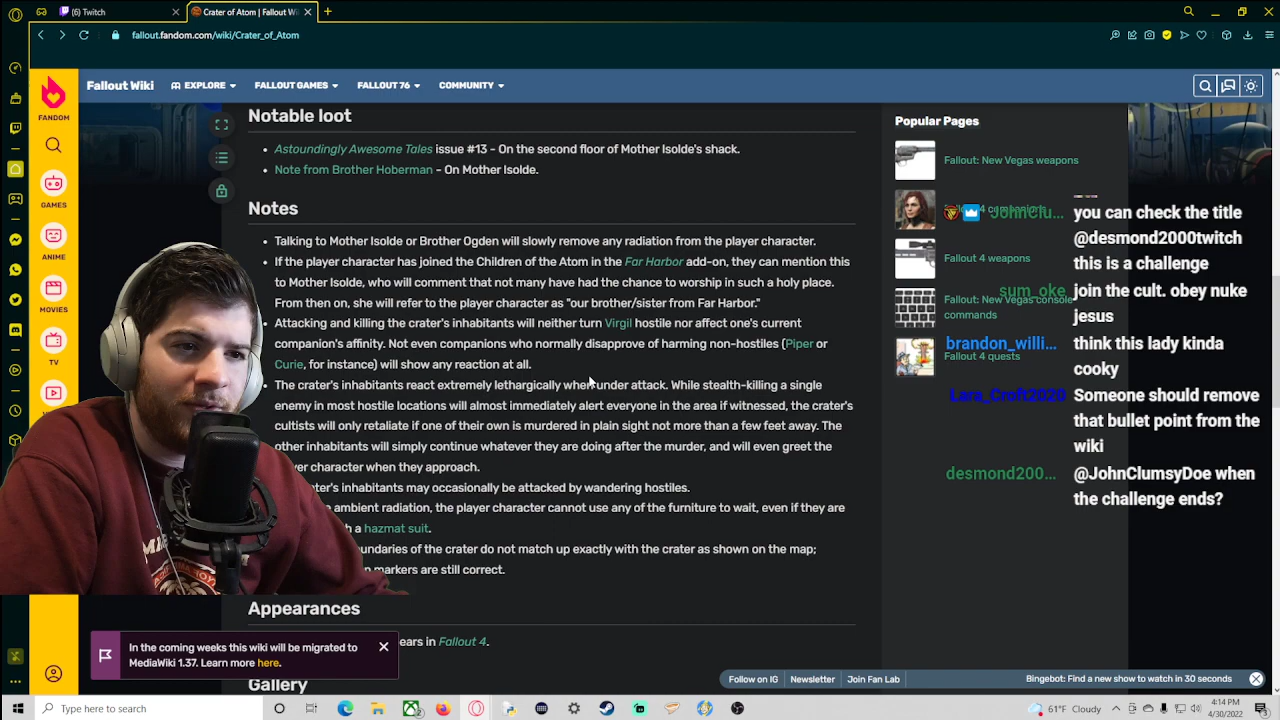 (6) Twitch
Crater of Atom | Fallout Wi
fallout.fandom.com/wiki/Crater_of_Atom
Fallout Wiki
EXPLORE
FALLOUT GAMES
FALLOUT 76
COMMUNITY
FANDOM
GAMES
ANIME
MOVIES
TV
Notable loot
Astoundingly Awesome Tales issue #13 - On the second floor of Mother Isolde's shack.
Note from Brother Hoberman - On Mother Isolde.
Notes
Talking to Mother Isolde or Brother Ogden will slowly remove any radiation from the player character.
If the player character has joined the Children of the Atom in the Far Harbor add-on, they can mention this
to Mother Isolde, who will comment that not many have had the chance to worship in such a holy place.
From then on, she will refer to the player character as "our brother/sister from Far Harbor."
Attacking and killing the crater's inhabitants will neither turn Virgil hostile nor affect one's current
companion's affinity. Not even companions who normally disapprove of harming non-hostiles (Piper or
Curie, for instance) will show any reaction at all.
The crater's inhabitants react extremely lethargically when under attack. While stealth-killing a single
enemy in most hostile locations will almost immediately alert everyone in the area if witnessed, the crater's
cultists will only retaliate if one of their own is murdered in plain sight not more than a few feet away. The
other inhabitants will simply continue whatever they are doing after the murder, and will even greet the
yer character when they approach.
rater's inhabitants may occasionally be attacked by wandering hostiles.
ambient radiation, the player character cannot use any of the furniture to wait, even if they are
h a hazmat suit.
undaries of the crater do not match up exactly with the crater as shown on the map;
n markers are still correct.
Appearances
ears in Fallout 4.
Gallery
In the coming weeks this wiki will be migrated to
MediaWiki 1.37. Learn more here.
Popular Pages
Fallout: New Vegas weapons
Fallout 4 weapons
Fallout: New Vegas console
commands
Fallout 4 quests
JohnClu...
you can check the title
@desmond2000twitch
this is a challenge
sum_oke
join the cult. obey nuke
jesus
brandon_willi...
think this lady kinda
cooky
Lara_Croft2020
Someone should remove
that bullet point from the
wiki
desmond200...
@JohnClumsyDoe when
the challenge ends?
Follow on IG
Newsletter
Join Fan Lab
Bingebot: Find a new show to watch in 30 seconds
Type here to search
61°F Cloudy
4:14 PM
4/30/2022